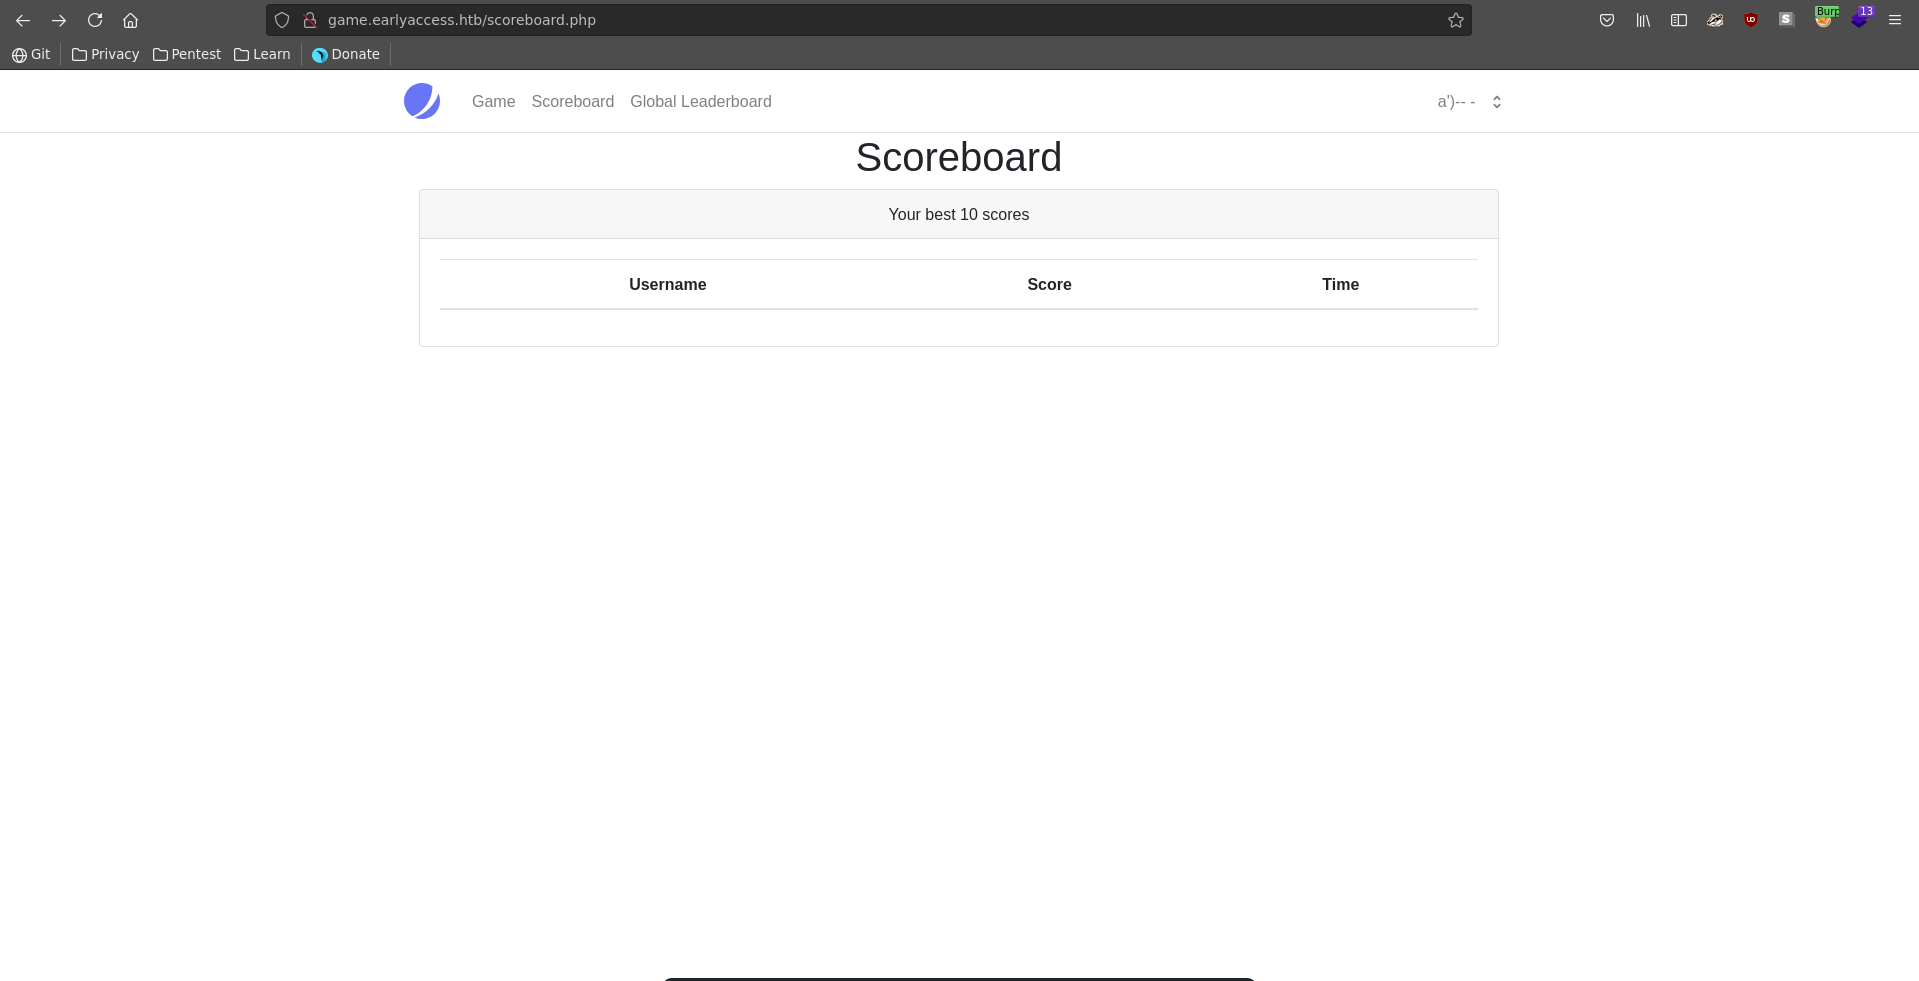 game.earlyaccess.htb/scoreboard.php
S Burp 13
Git Privacy Pentest Learn Donate
Game Scoreboard Global Leaderboard a')-- -
Scoreboard
Your best 10 scores
Username Score Time